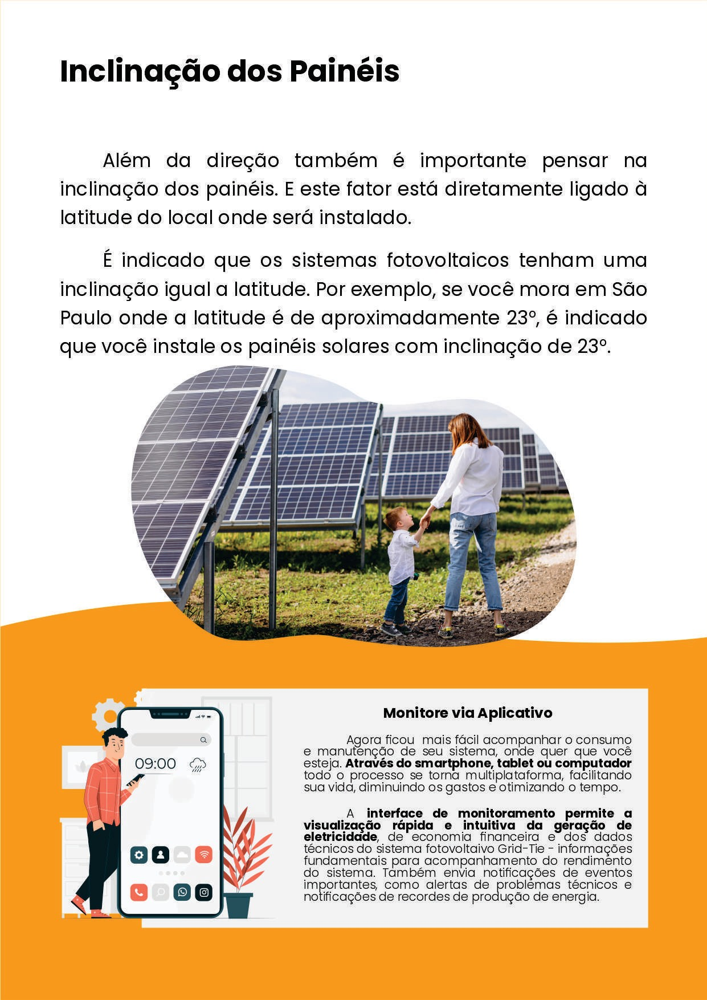 Inclinação dos Painéis
Além da direção também é importante pensar na
inclinação dos painéis. E este fator está diretamente ligado à
latitude do local onde será instalado.
É indicado que os sistemas fotovoltaicos tenham uma
inclinação igual a latitude. Por exemplo, se você mora em São
Paulo onde a latitude é de aproximadamente 23º, é indicado
que você instale os painéis solares com inclinação de 23º.
09:00
Monitore via Aplicativo
Agora ficou mais fácil acompanhar o consumo
e manutenção de seu sistema, onde quer que você
esteja. Através do smartphone, tablet ou computador
todo o processo se torna multiplataforma, facilitando
sua vida, diminuindo os gastos e otimizando o tempo.
A interface de monitoramento permite a
visualização rápida e intuitiva da geração de
eletricidade, de economia financeira e dos dados
técnicos do sistema fotovoltaivo Grid-Tie - informações
fundamentais para acompanhamento do rendimento
do sistema. Também envia notificações de eventos
importantes, como alertas de problemas técnicos e
notificações de recordes de produção de energia.